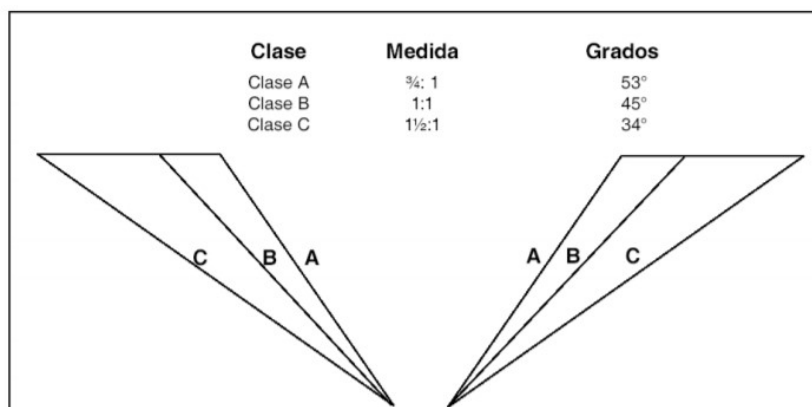 Clase Medida Grados
Clase A ¾: 1 53°
Clase B 1:1 45°
Clase C 1½:1 34°
C B A A B C